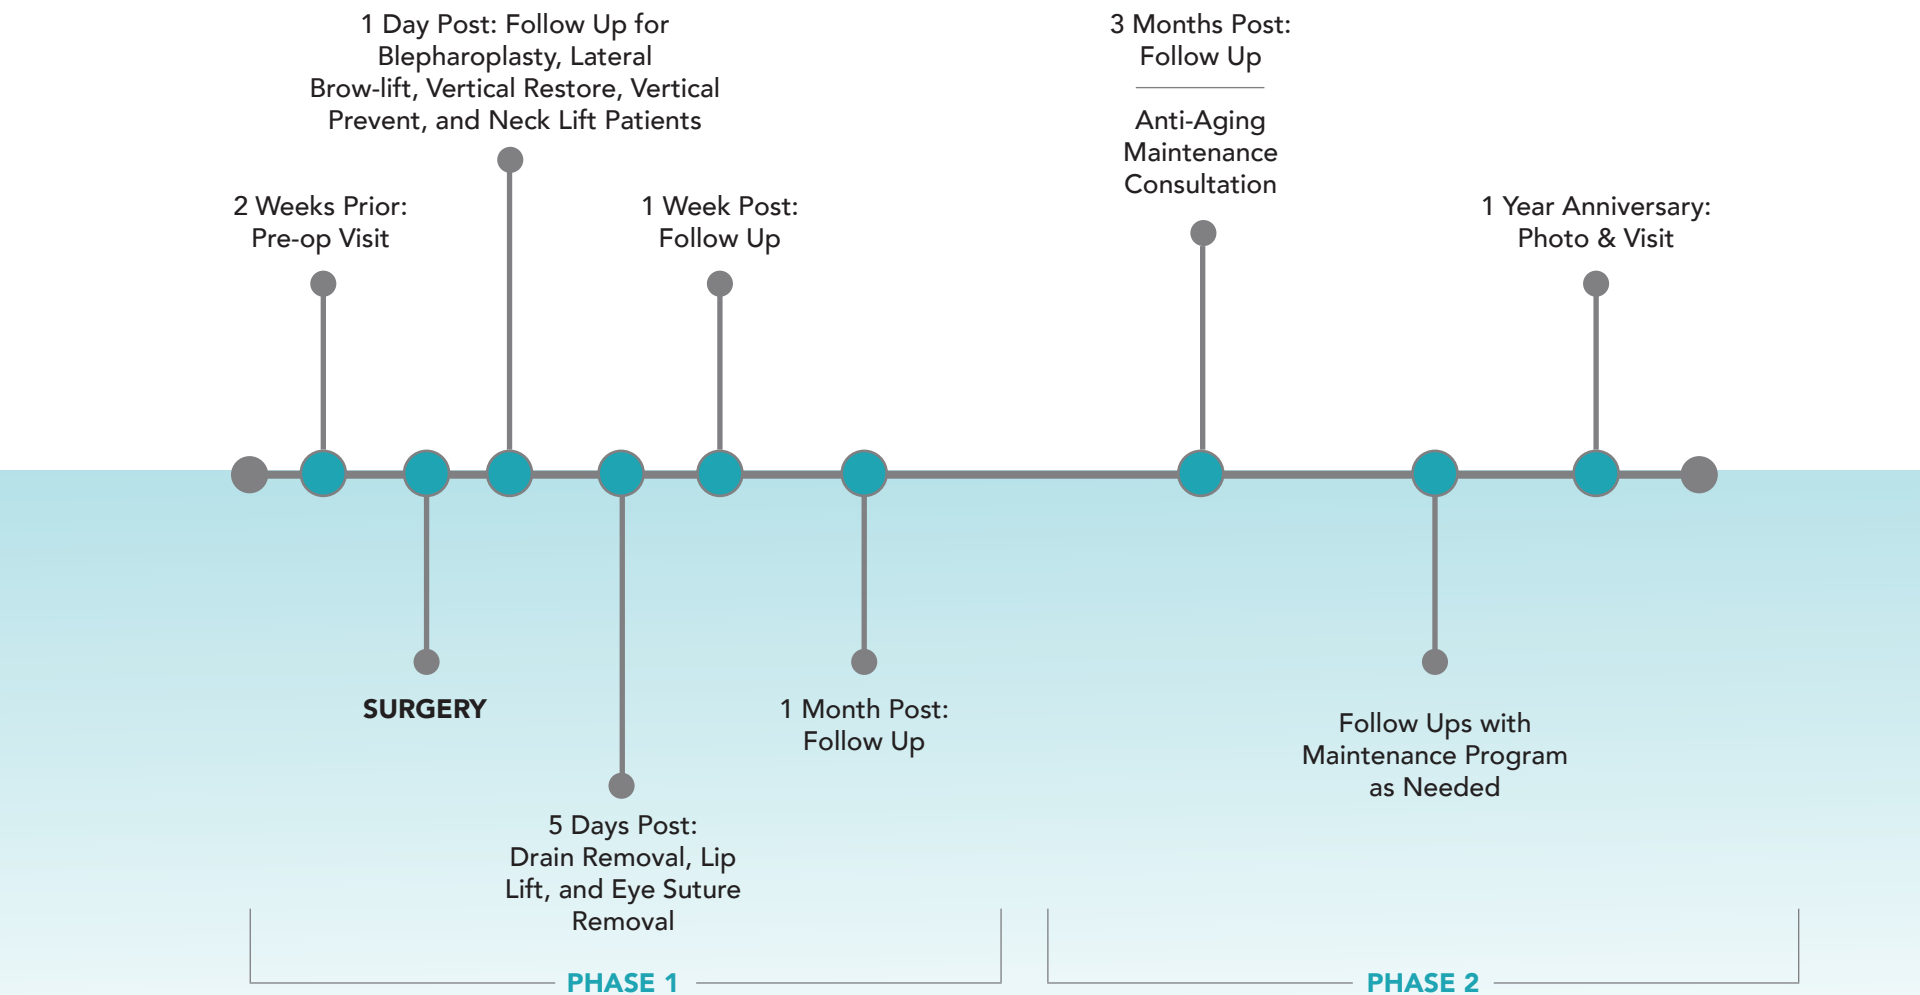 1 Day Post: Follow Up for
Blepharoplasty, Lateral
Brow-lift, Vertical Restore, Vertical
Prevent, and Neck Lift Patients
3 Months Post:
Follow Up
Anti-Aging
Maintenance
Consultation
2 Weeks Prior:
Pre-op Visit
1 Week Post:
Follow Up
1 Year Anniversary:
Photo & Visit
SURGERY
1 Month Post:
Follow Up
Follow Ups with
Maintenance Program
as Needed
5 Days Post:
Drain Removal, Lip
Lift, and Eye Suture
Removal
PHASE 1
PHASE 2